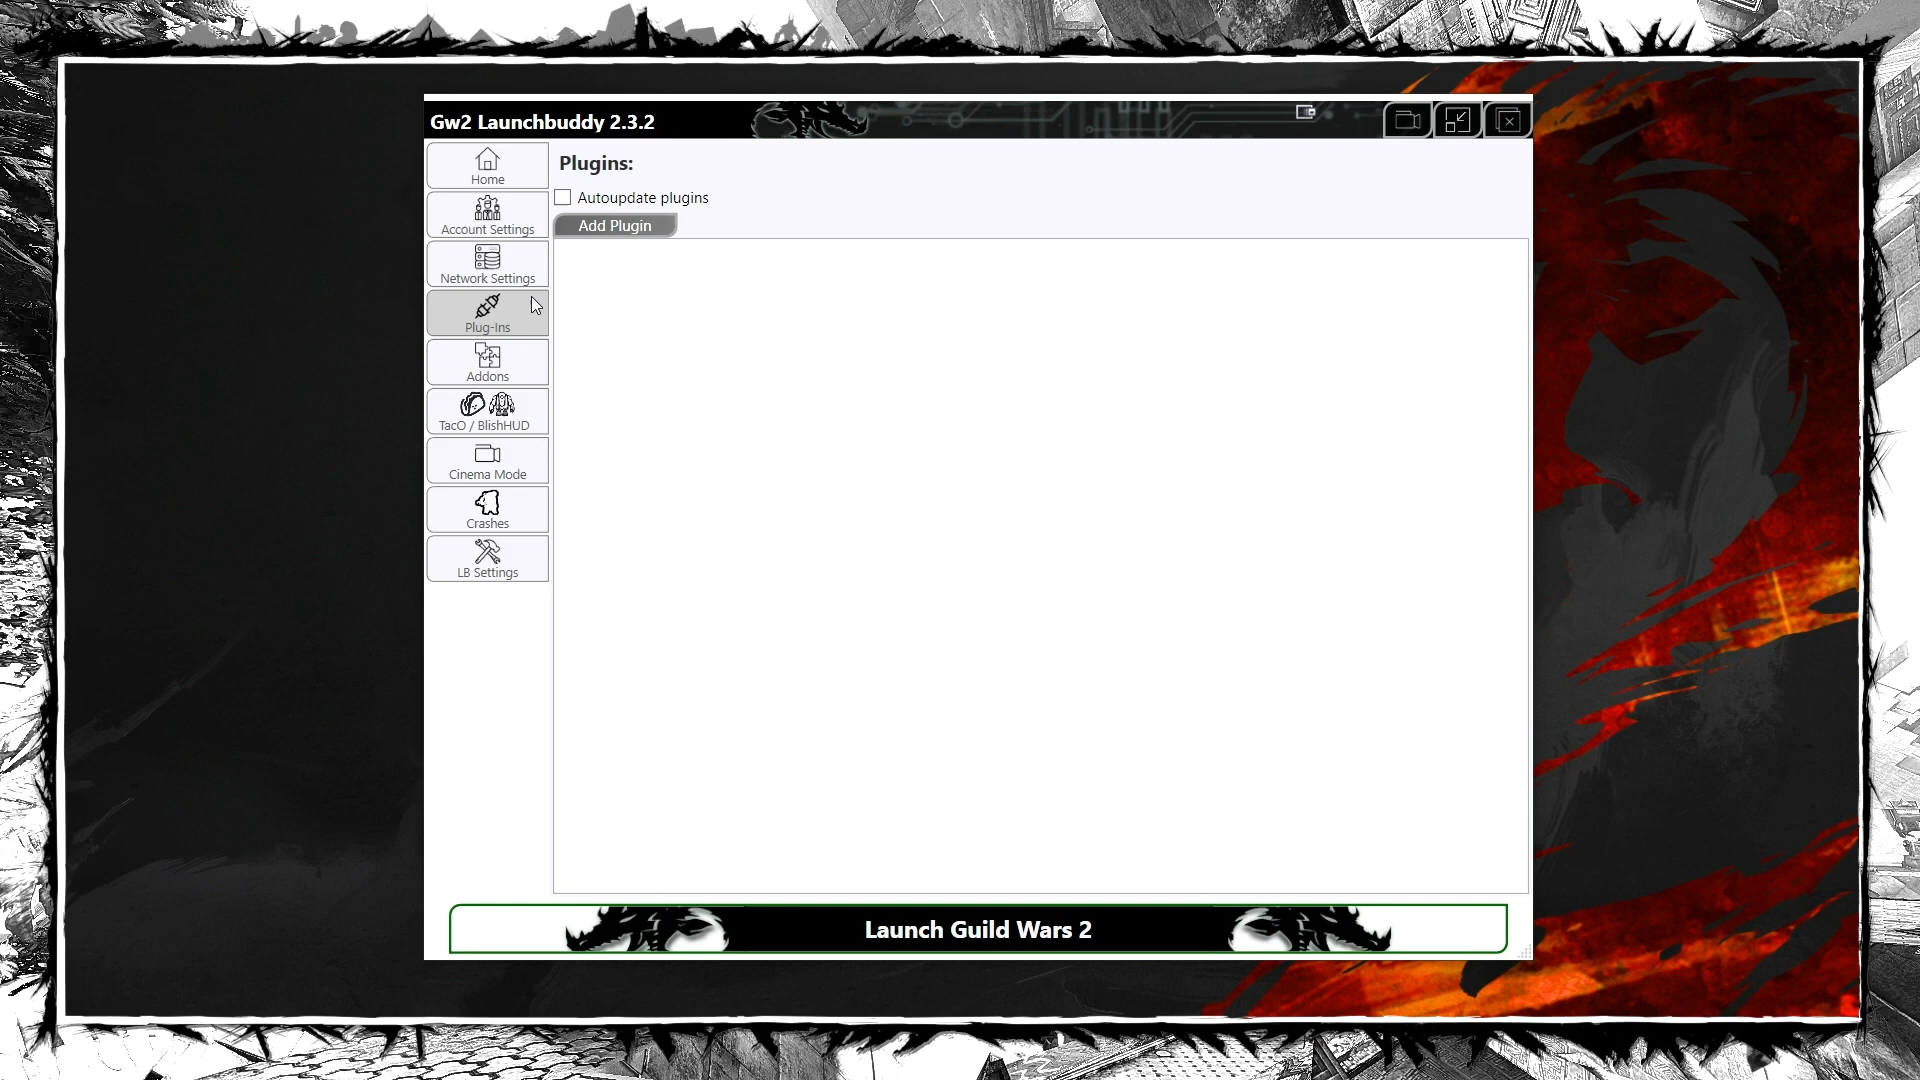 Gw2 Launchbuddy 2.3.2
Home
Account Settings
Network Settings
Plug-Ins
Addons
TacO / BlishHUD
Cinema Mode
Crashes
LB Settings
Plugins:
Autoupdate plugins
Add Plugin
Launch Guild Wars 2